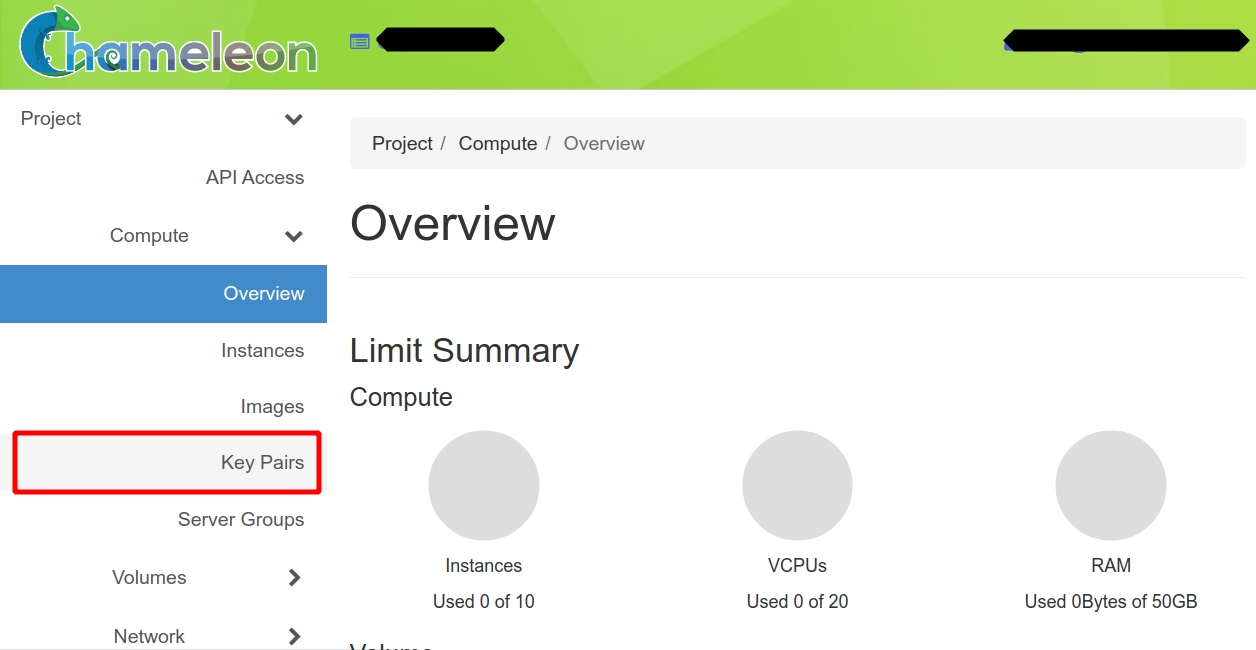 Chameleon
Project
API Access
Compute
Overview
Instances
Images
Key Pairs
Server Groups
Volumes
Network
Project / Compute / Overview
Overview
Limit Summary
Compute
Instances
Used 0 of 10
VCPUs
Used 0 of 20
RAM
Used 0Bytes of 50GB
Volume